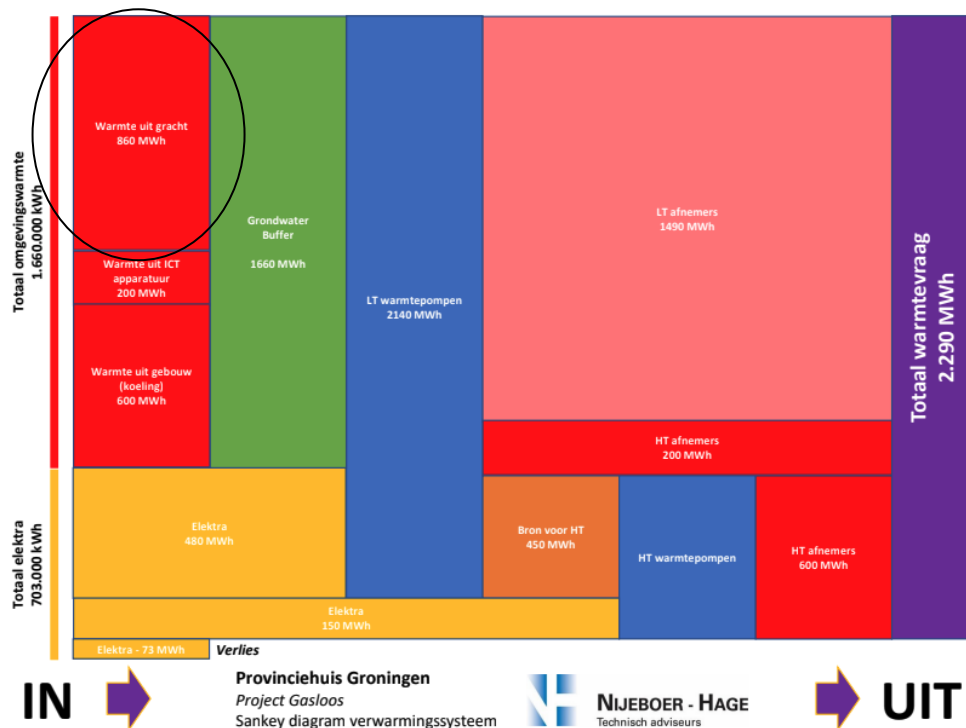 Totaal omgevingswarmte
1.660.000 kWh
Totaal elektra
703.000 kWh
Warmte uit gracht
860 MWh
Warmte uit ICT
apparatuur
200 MWh
Warmte uit gebouw
(koeling)
600 MWh
Grondwater
Buffer
1660 MWh
LT warmtepompen
2140 MWh
LT afnemers
1490 MWh
HT afnemers
200 MWh
Totaal warmtevraag
2.290 MWh
Elektra
480 MWh
Bron voor HT
450 MWh
HT warmtepompen
HT afnemers
600 MWh
Elektra
150 MWh
Elektra - 73 MWh
Verlies
IN
Provinciehuis Groningen
Project Gasloos
Sankey diagram verwarmingssysteem
NH
NIJEBOER - HAGE
Technisch adviseurs
UIT